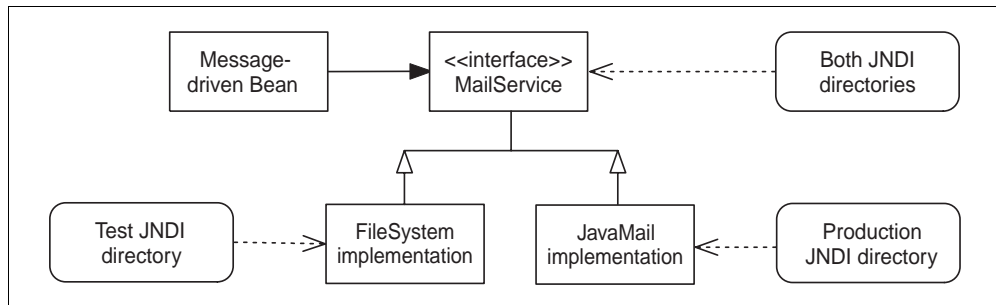 Message-
driven Bean
<<interface>>
MailService
Both JNDI
directories
Test JNDI
directory
FileSystem
implementation
JavaMail
implementation
Production
JNDI directory